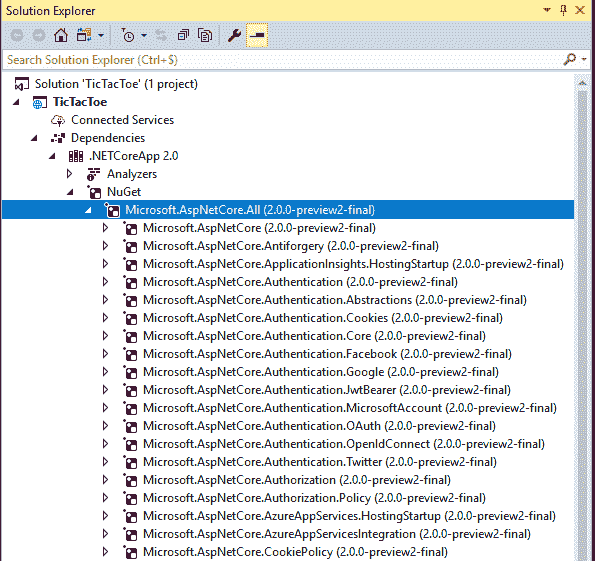 Solution Explorer
Search Solution Explorer (Ctrl+$)
Solution 'TicTacToe' (1 project)
TicTacToe
Connected Services
Dependencies
.NETCoreApp 2.0
Analyzers
NuGet
Microsoft.AspNetCore.All (2.0.0-preview2-final)
Microsoft.AspNetCore (2.0.0-preview2-final)
Microsoft.AspNetCore.Antiforgery (2.0.0-preview2-final)
Microsoft.AspNetCore.ApplicationInsights.HostingStartup (2.0.0-preview2-final)
Microsoft.AspNetCore.Authentication (2.0.0-preview2-final)
Microsoft.AspNetCore.Authentication.Abstractions (2.0.0-preview2-final)
Microsoft.AspNetCore.Authentication.Cookies (2.0.0-preview2-final)
Microsoft.AspNetCore.Authentication.Core (2.0.0-preview2-final)
Microsoft.AspNetCore.Authentication.Facebook (2.0.0-preview2-final)
Microsoft.AspNetCore.Authentication.Google (2.0.0-preview2-final)
Microsoft.AspNetCore.Authentication.JwtBearer (2.0.0-preview2-final)
Microsoft.AspNetCore.Authentication.MicrosoftAccount (2.0.0-preview2-final)
Microsoft.AspNetCore.Authentication.OAuth (2.0.0-preview2-final)
Microsoft.AspNetCore.Authentication.OpenIdConnect (2.0.0-preview2-final)
Microsoft.AspNetCore.Authentication.Twitter (2.0.0-preview2-final)
Microsoft.AspNetCore.Authorization (2.0.0-preview2-final)
Microsoft.AspNetCore.Authorization.Policy (2.0.0-preview2-final)
Microsoft.AspNetCore.AzureAppServices.HostingStartup (2.0.0-preview2-final)
Microsoft.AspNetCore.AzureAppServicesIntegration (2.0.0-preview2-final)
Microsoft.AspNetCore.CookiePolicy (2.0.0-preview2-final)